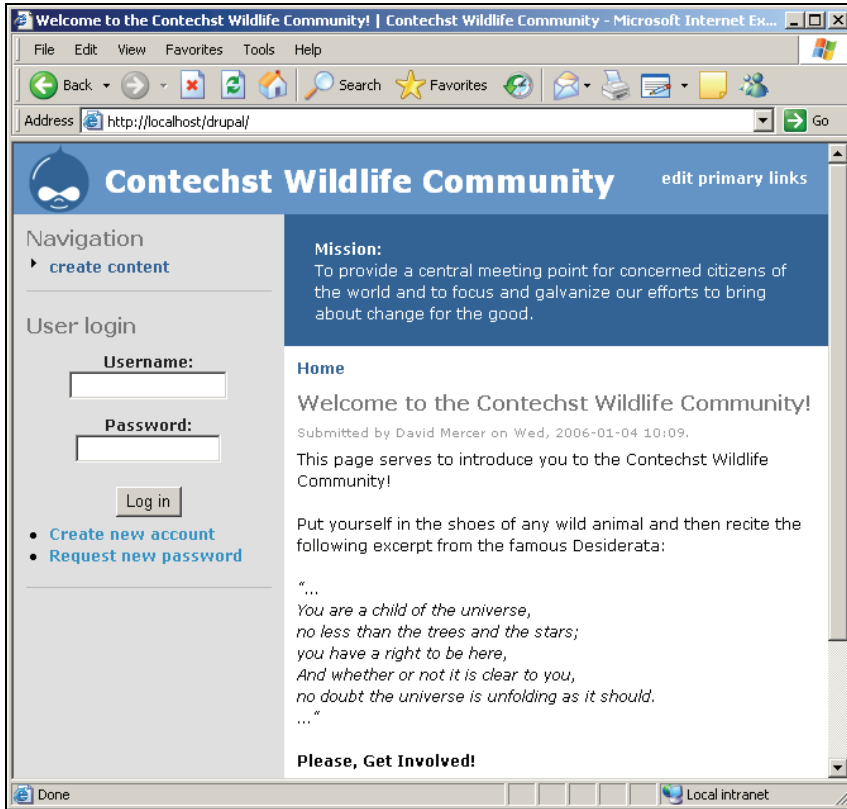 Welcome to the Contechst Wildlife Community! | Contechst Wildlife Community - Microsoft Internet Ex...
File Edit View Favorites Tools Help
Back Search Favorites
Address http://localhost/drupal/ Go
Contechst Wildlife Community
edit primary links
Navigation
create content
User login
Username:
Password:
Log in
Create new account
Request new password
Mission:
To provide a central meeting point for concerned citizens of
the world and to focus and galvanize our efforts to bring
about change for the good.
Home
Welcome to the Contechst Wildlife Community!
Submitted by David Mercer on Wed, 2006-01-04 10:09.
This page serves to introduce you to the Contechst Wildlife
Community!
Put yourself in the shoes of any wild animal and then recite the
following excerpt from the famous Desiderata:
“...
You are a child of the universe,
no less than the trees and the stars;
you have a right to be here,
And whether or not it is clear to you,
no doubt the universe is unfolding as it should.
...“
Please, Get Involved!
Done
Local intranet